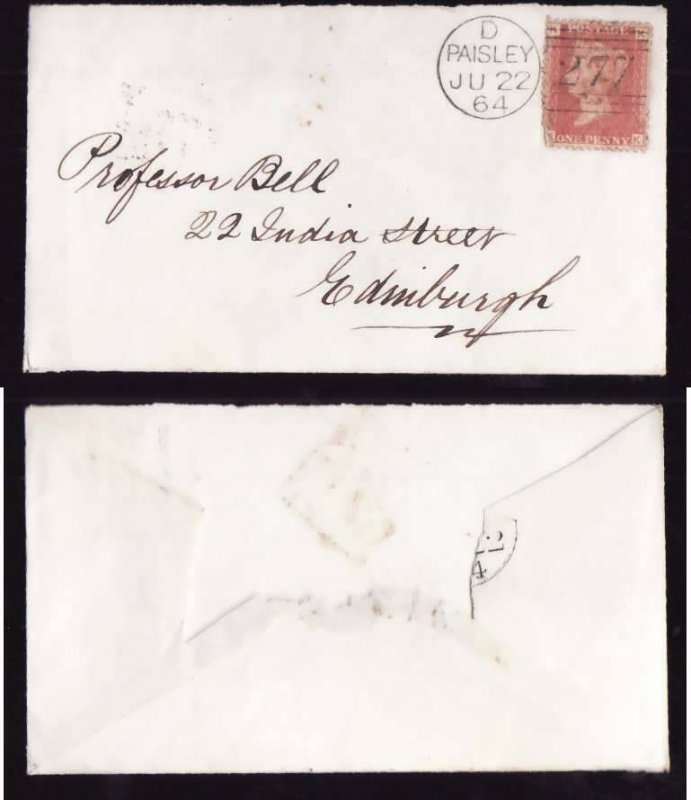 D
PAISLEY
JU 22
64
POSTAGE
277
ONE PENNY
K K
Professor Bell
22 India Street
Edinburgh